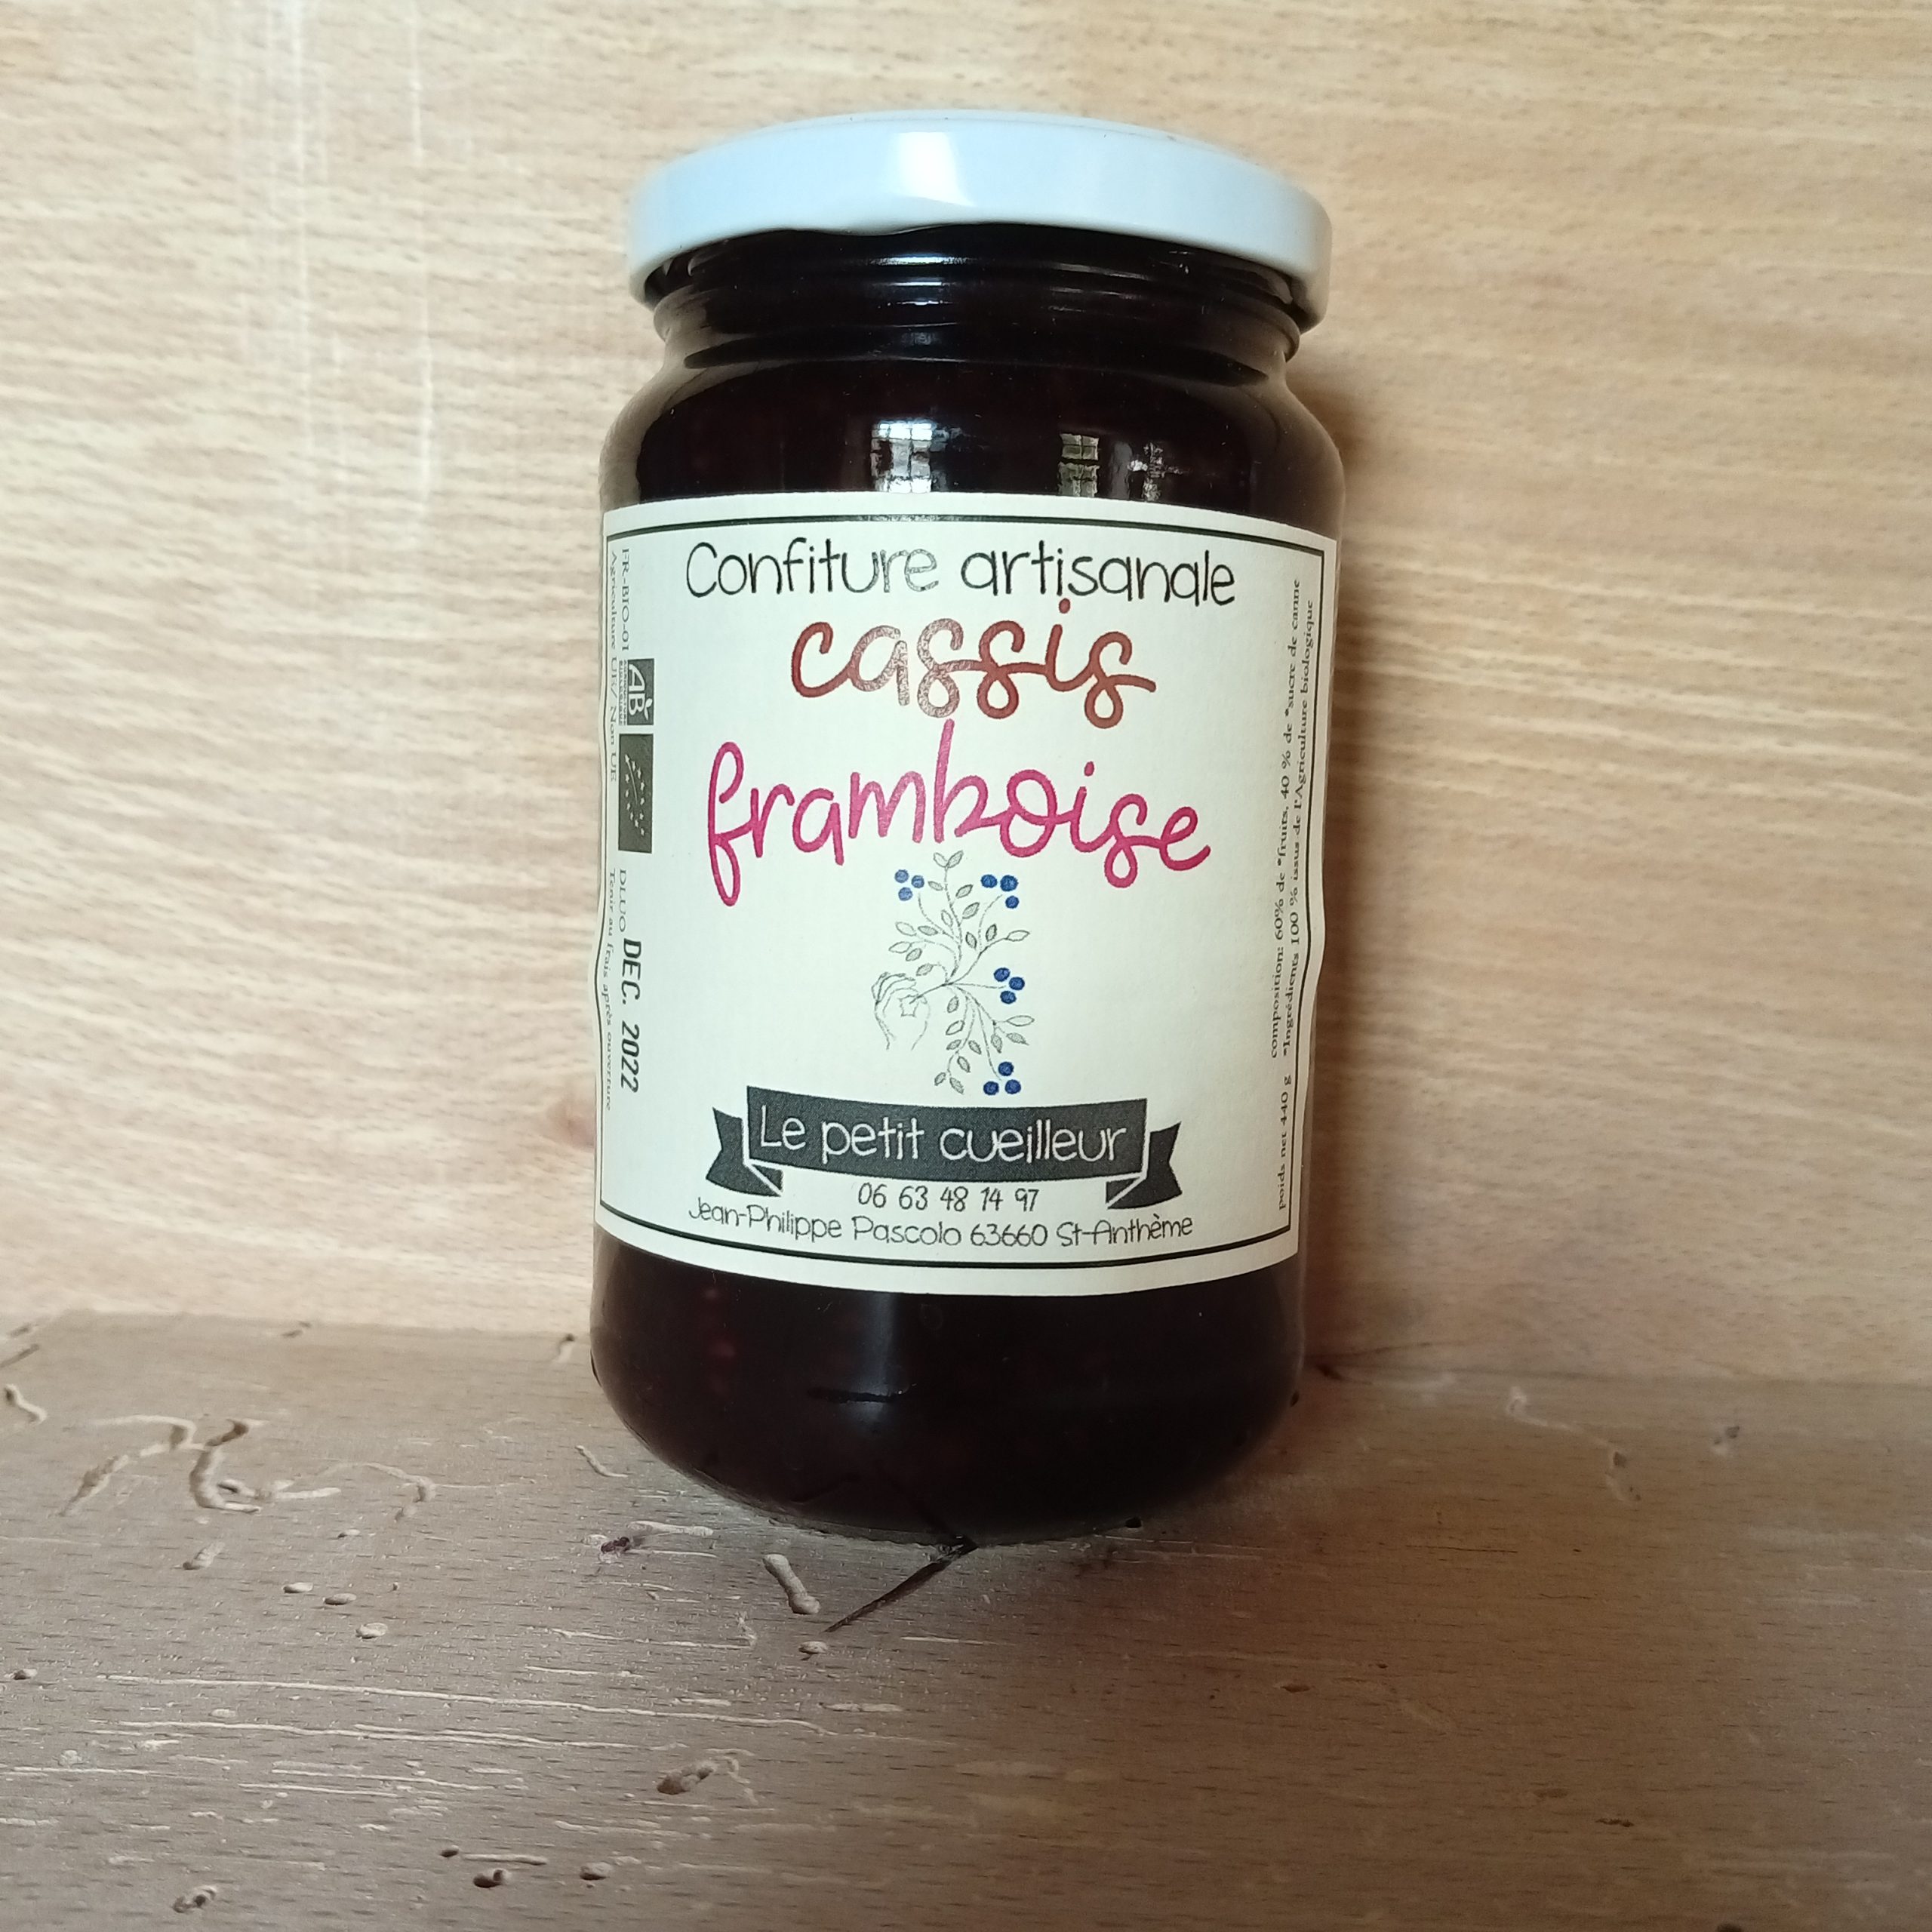 Confiture artisanale
cassis
framboise
Le petit cueilleur
06 63 48 14 97
Jean-Philippe Pascolo 63660 St-Anthème
FR-BIO-01
Agriculture UE/ Non UE
AB
DLUO DEC. 2022
Tenir au frais après ouverture
composition: 60% de *fruits, 40 % de *sucre de canne
poids net 440 g *Ingrédients 100 % issus de l'Agriculture biologique